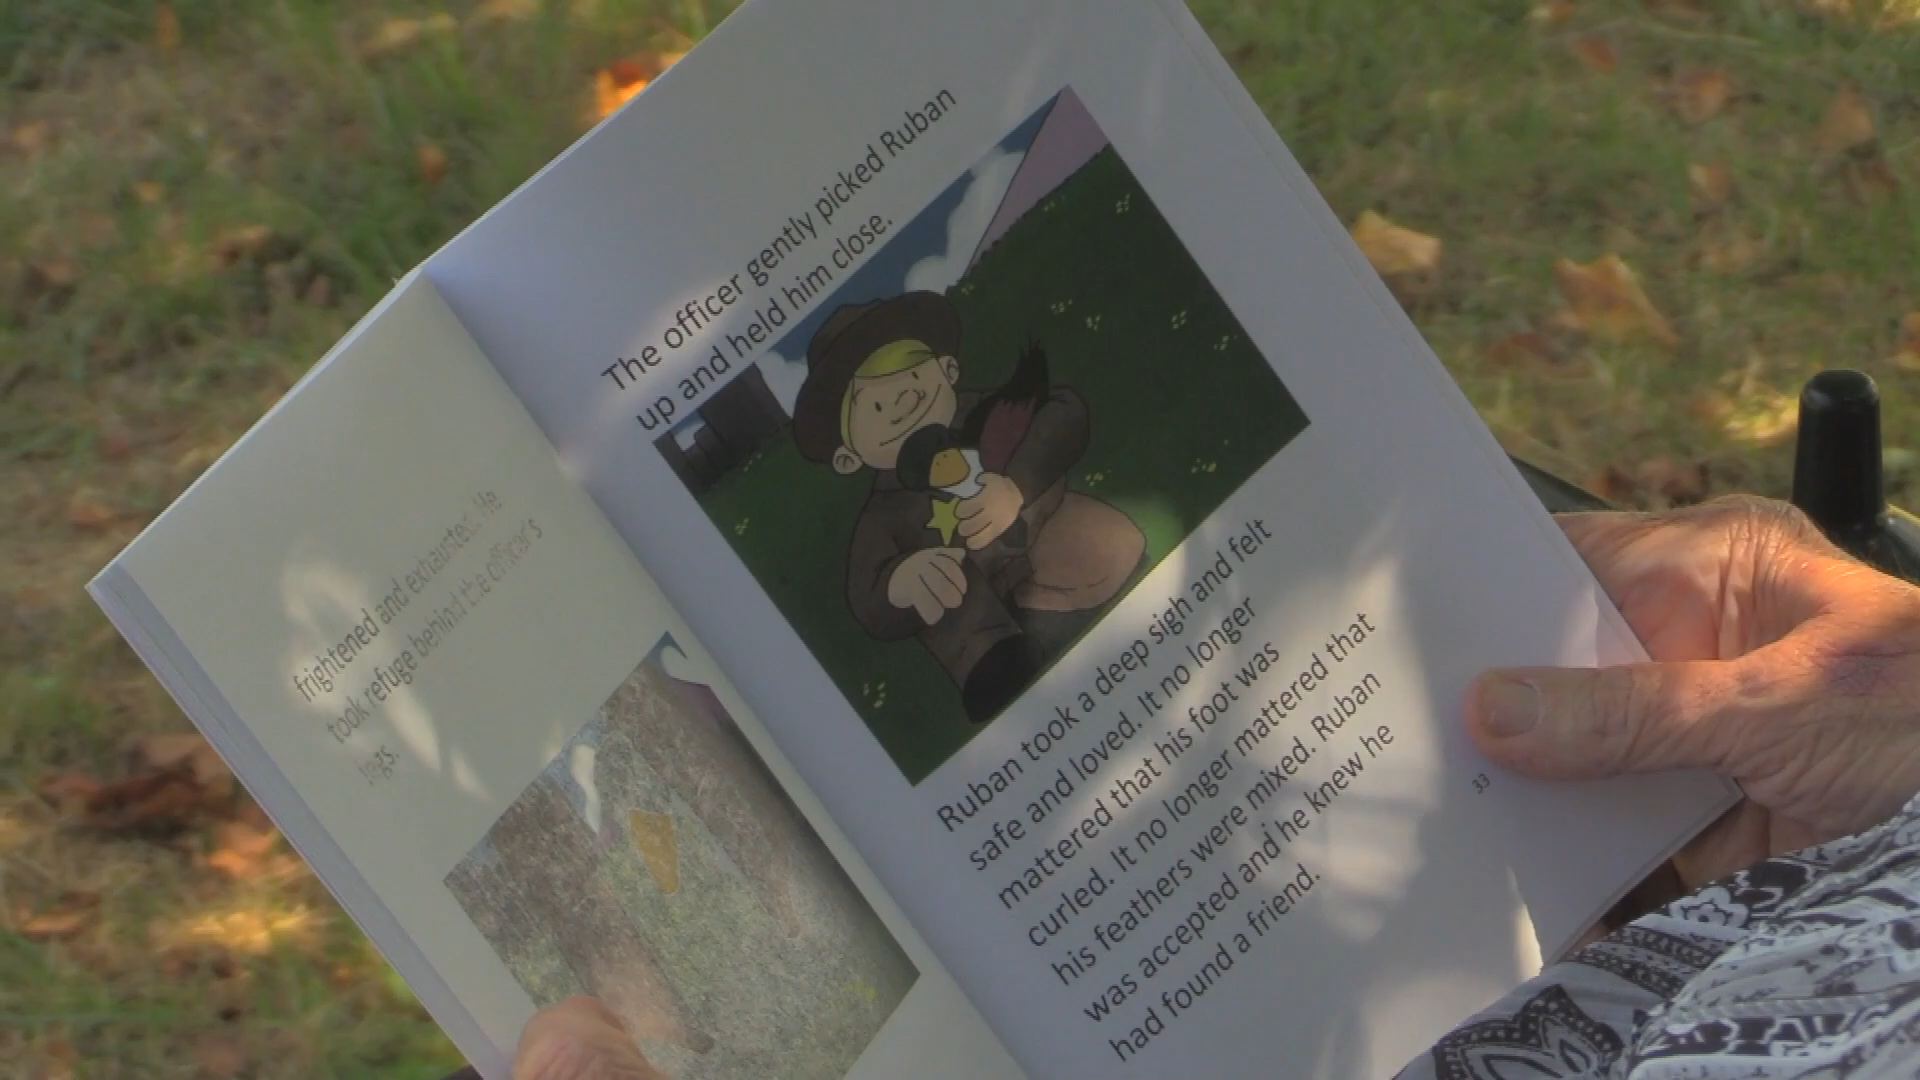 frightened and exhausted. He
took refuge behind the officer's
legs.
The officer gently picked Ruban
up and held him close.
Ruban took a deep sigh and felt
safe and loved. It no longer
mattered that his foot was
curled. It no longer mattered that
his feathers were mixed. Ruban
was accepted and he knew he
had found a friend.
33